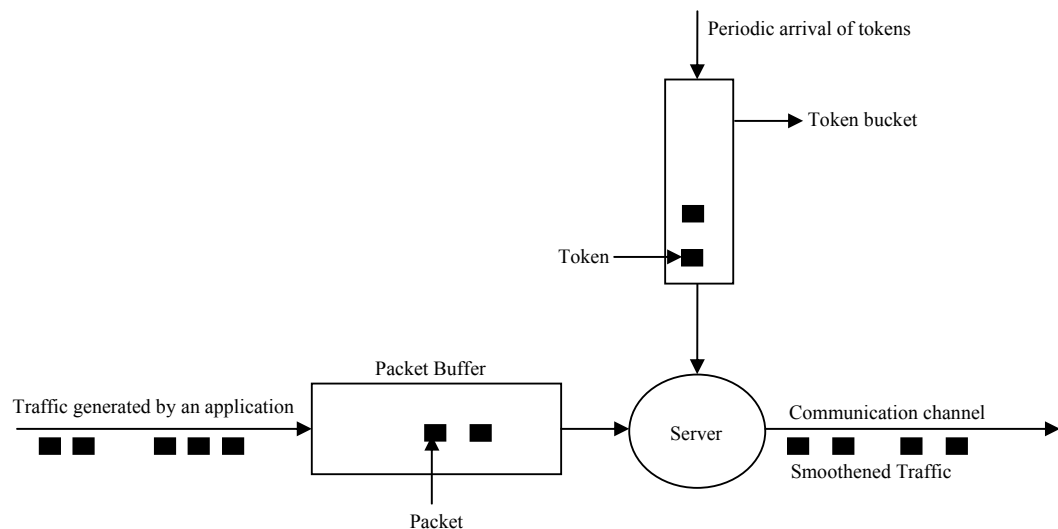 Periodic arrival of tokens
Token bucket
Token
Packet Buffer
Traffic generated by an application
Server
Communication channel
Smoothened Traffic
Packet